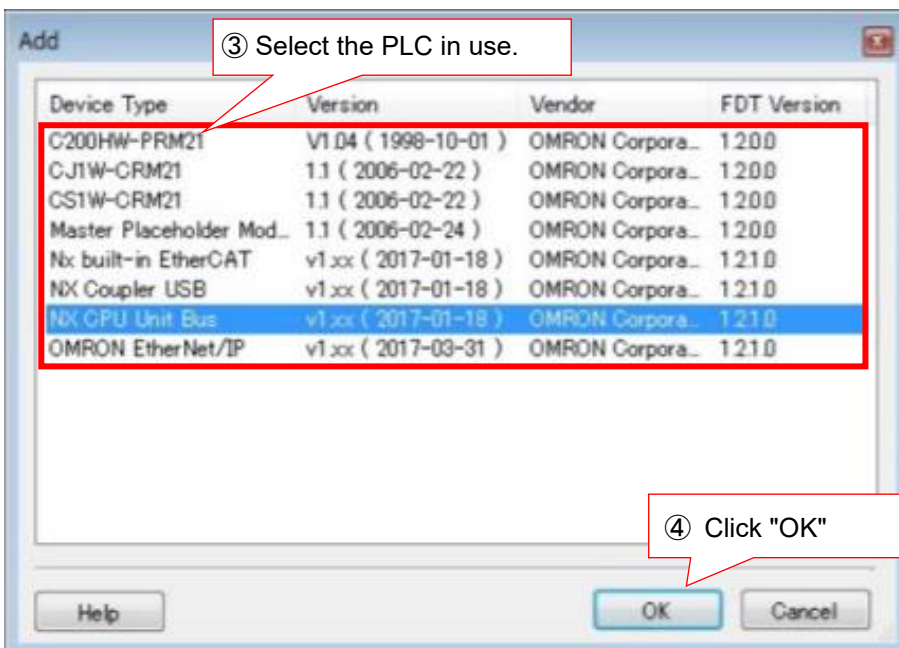 Add
③ Select the PLC in use.
Device Type Version Vendor FDT Version
C200HW-PRM21 V1.04 ( 1998-10-01 ) OMRON Corpora... 1.2.0.0
CJ1W-CRM21 1.1 ( 2006-02-22 ) OMRON Corpora... 1.2.0.0
CS1W-CRM21 1.1 ( 2006-02-22 ) OMRON Corpora... 1.2.0.0
Master Placeholder Mod... 1.1 ( 2006-02-24 ) OMRON Corpora... 1.2.0.0
Nx built-in EtherCAT v1.xx ( 2017-01-18 ) OMRON Corpora... 1.2.1.0
NX Coupler USB v1.xx ( 2017-01-18 ) OMRON Corpora... 1.2.1.0
NX CPU Unit Bus v1.xx ( 2017-01-18 ) OMRON Corpora... 1.2.1.0
OMRON EtherNet/IP v1.xx ( 2017-03-31 ) OMRON Corpora... 1.2.1.0
④ Click "OK"
Help OK Cancel